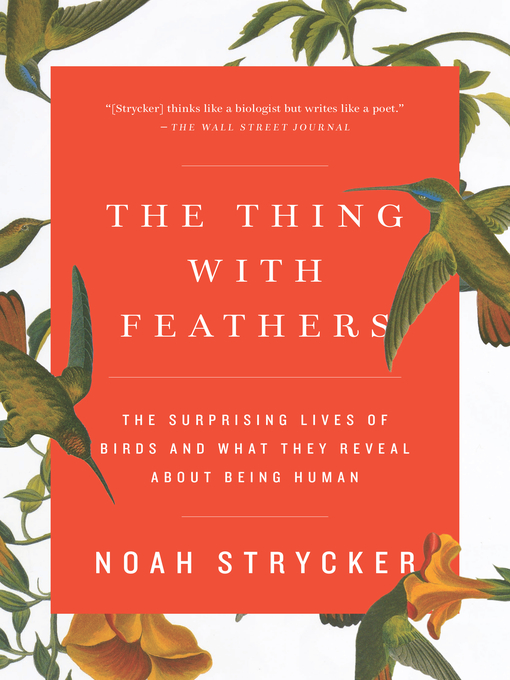 “[Strycker] thinks like a biologist but writes like a poet.”
– THE WALL STREET JOURNAL
THE THING
WITH
FEATHERS
THE SURPRISING LIVES OF
BIRDS AND WHAT THEY REVEAL
ABOUT BEING HUMAN
NOAH STRYCKER